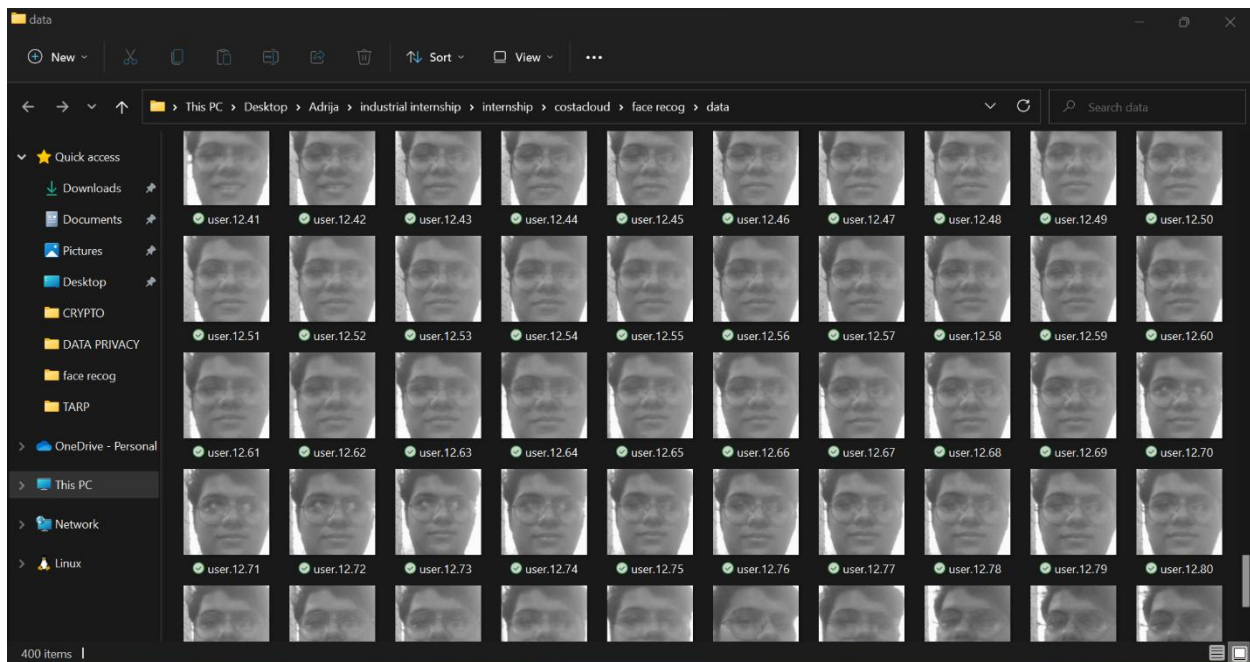 data
New
Sort
View
This PC > Desktop > Adrija > industrial internship > internship > costacloud > face recog > data
Search data
Quick access
Downloads
Documents
Pictures
Desktop
CRYPTO
DATA PRIVACY
face recog
TARP
OneDrive - Personal
This PC
Network
Linux
user.12.41 user.12.42 user.12.43 user.12.44 user.12.45 user.12.46 user.12.47 user.12.48 user.12.49 user.12.50
user.12.51 user.12.52 user.12.53 user.12.54 user.12.55 user.12.56 user.12.57 user.12.58 user.12.59 user.12.60
user.12.61 user.12.62 user.12.63 user.12.64 user.12.65 user.12.66 user.12.67 user.12.68 user.12.69 user.12.70
user.12.71 user.12.72 user.12.73 user.12.74 user.12.75 user.12.76 user.12.77 user.12.78 user.12.79 user.12.80
400 items